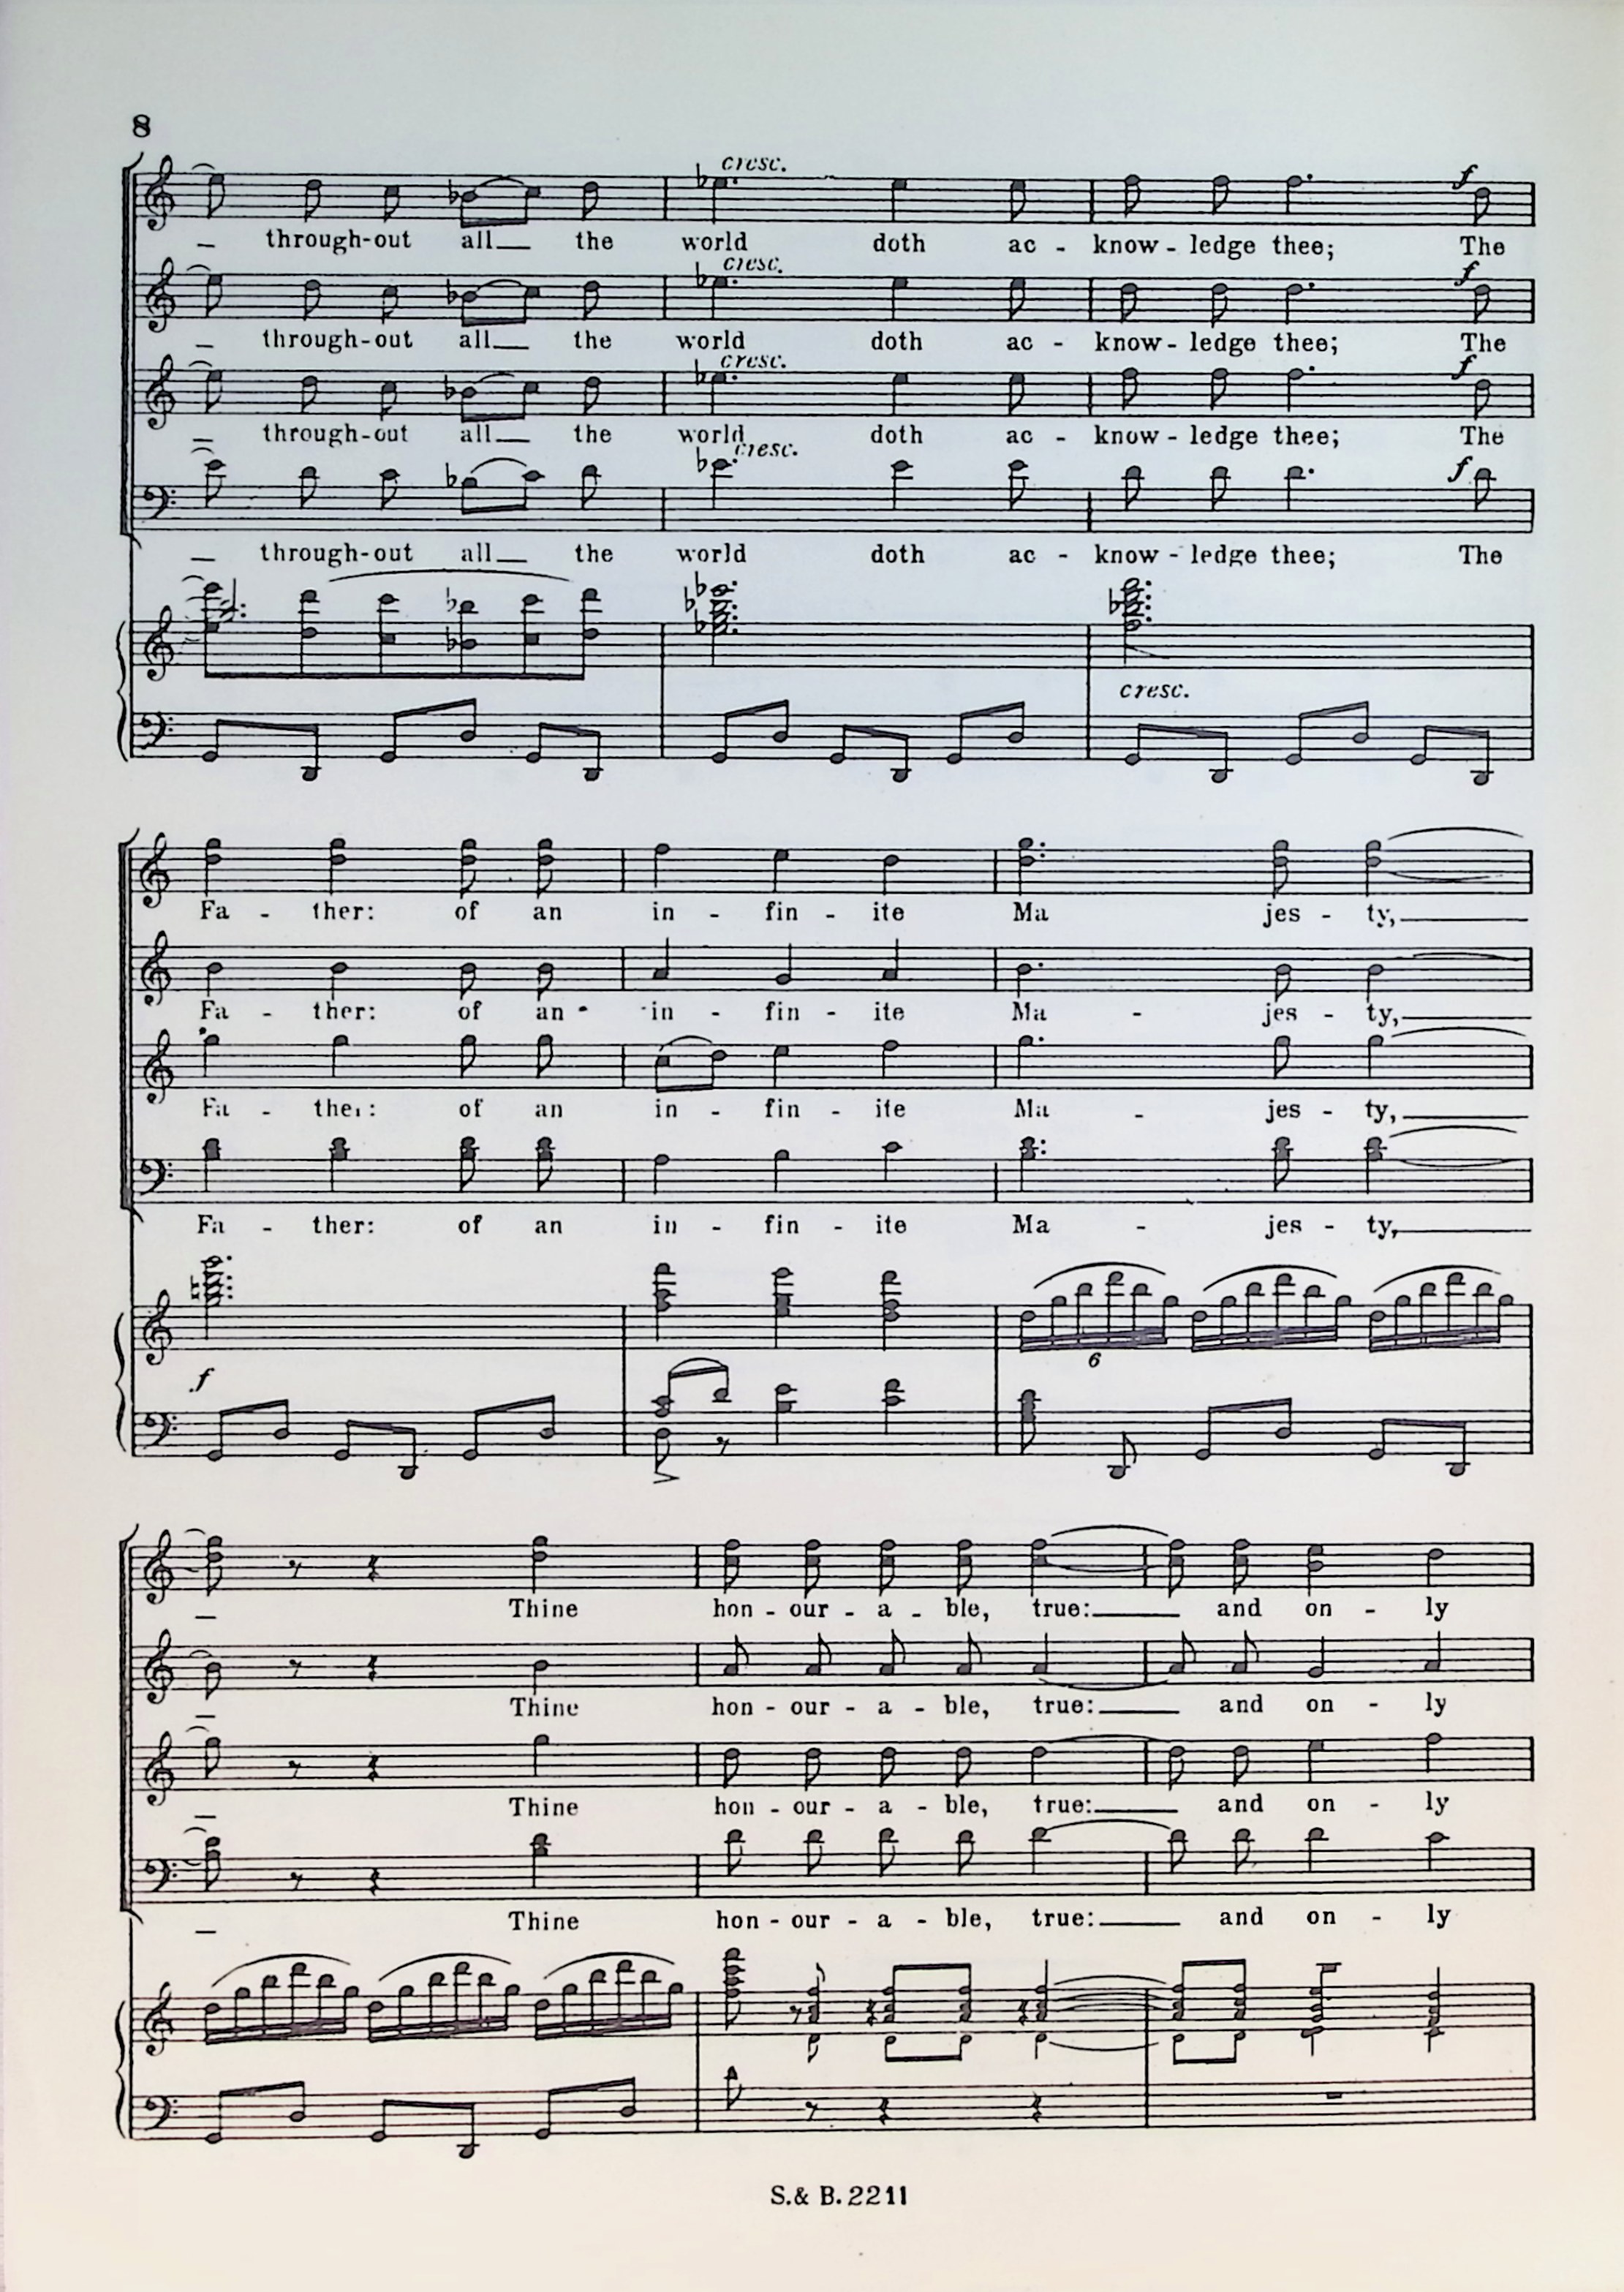 8
cresc.
— through-out all— the world doth ac - know - ledge thee; The
cresc.
— through-out all— the world doth ac - know - ledge thee; The
cresc.
— through-out all— the world doth ac - know - ledge thee; The
cresc.
— through-out all— the world doth ac - know - ledge thee; The
cresc.
Fa - ther: of an in - fin - ite Ma jes - ty,—
Fa - ther: of an in - fin - ite Ma - jes - ty,—
Fa - ther: of an in - fin - ite Ma - jes - ty,—
Fa - ther: of an in - fin - ite Ma - jes - ty,—
f
6
— Thine hon - our - a - ble, true:— and on - ly
— Thine hon - our - a - ble, true:— and on - ly
— Thine hon - our - a - ble, true:— and on - ly
— Thine hon - our - a - ble, true:— and on - ly
S.& B. 2211